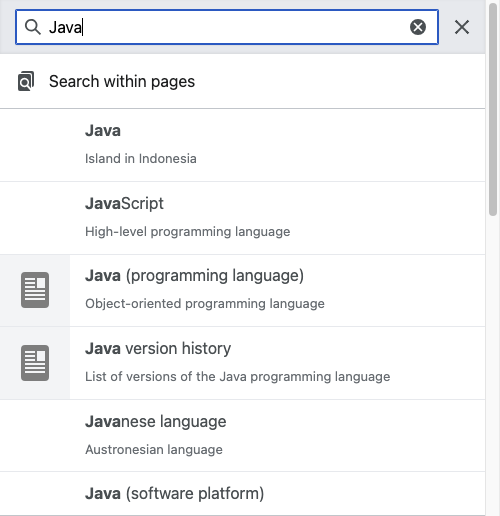 Java
Search within pages
Java
Island in Indonesia
JavaScript
High-level programming language
Java (programming language)
Object-oriented programming language
Java version history
List of versions of the Java programming language
Javanese language
Austronesian language
Java (software platform)